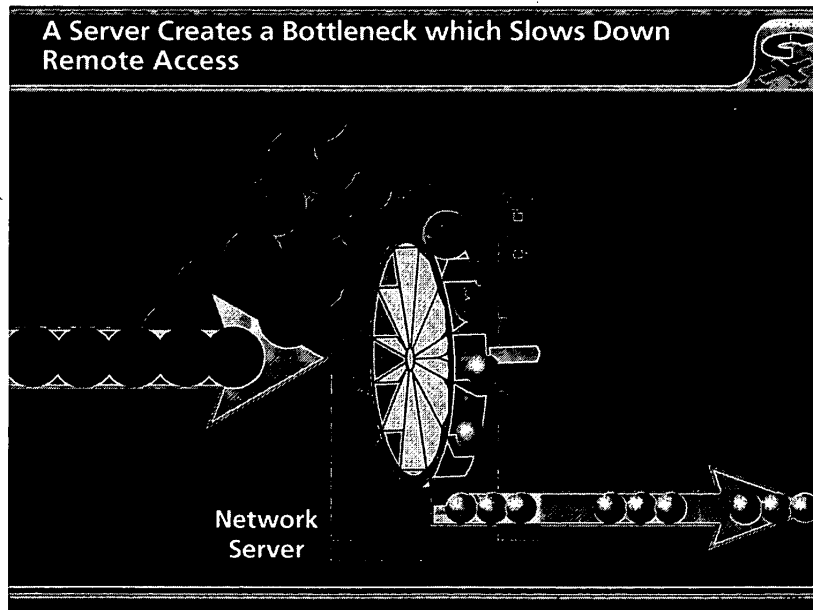 A Server Creates a Bottleneck which Slows Down
Remote Access
Network
Server